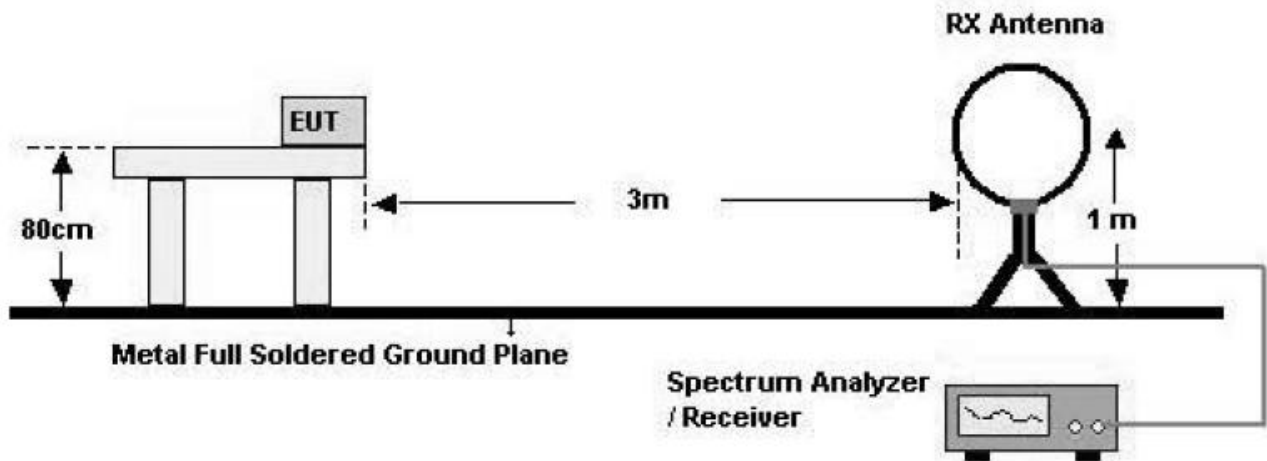 RX Antenna
EUT
3m
80cm
1 m
Metal Full Soldered Ground Plane
Spectrum Analyzer
/ Receiver